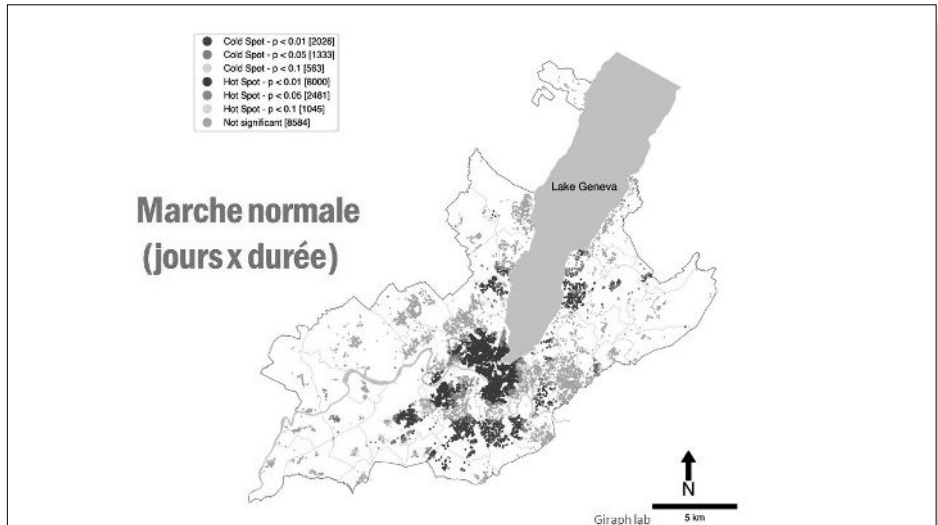 Cold Spot - p < 0.01 [2026]
Cold Spot - p < 0.05 [1333]
Cold Spot - p < 0.1 [563]
Hot Spot - p < 0.01 [8000]
Hot Spot - p < 0.05 [2481]
Hot Spot - p < 0.1 [1045]
Not significant [8584]
Lake Geneva
Marche normale
(jours x durée)
N
Giraph lab
5 km